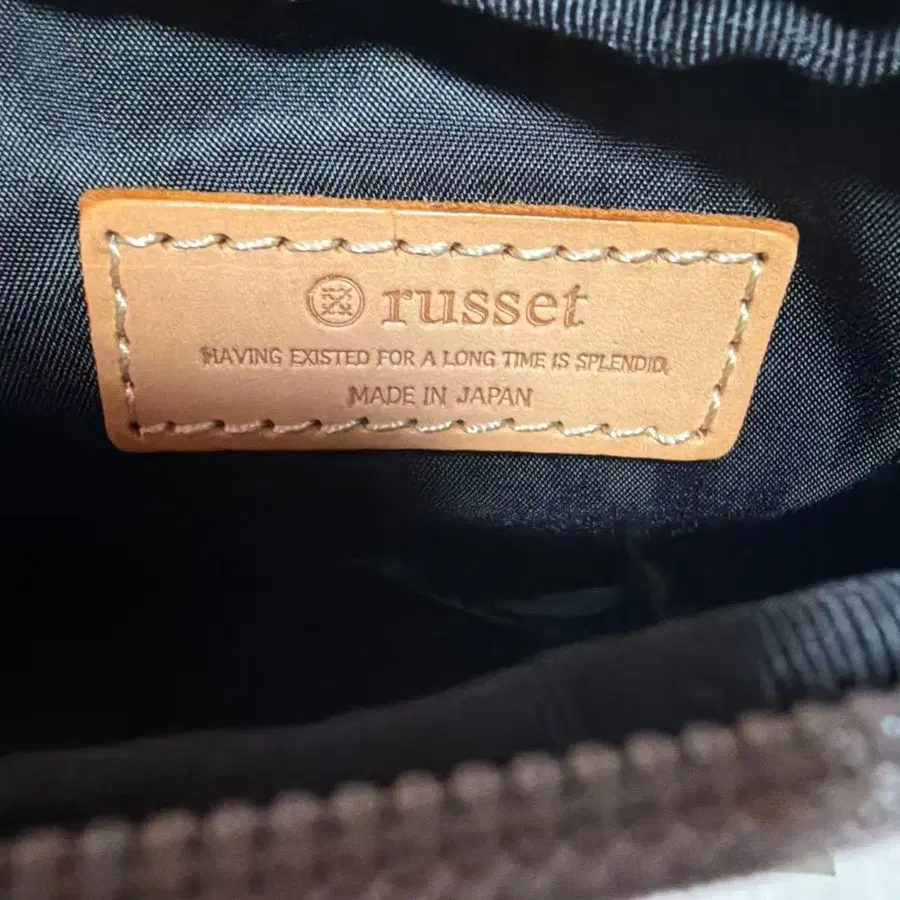 russet
HAVING EXISTED FOR A LONG TIME IS SPLENDID.
MADE IN JAPAN